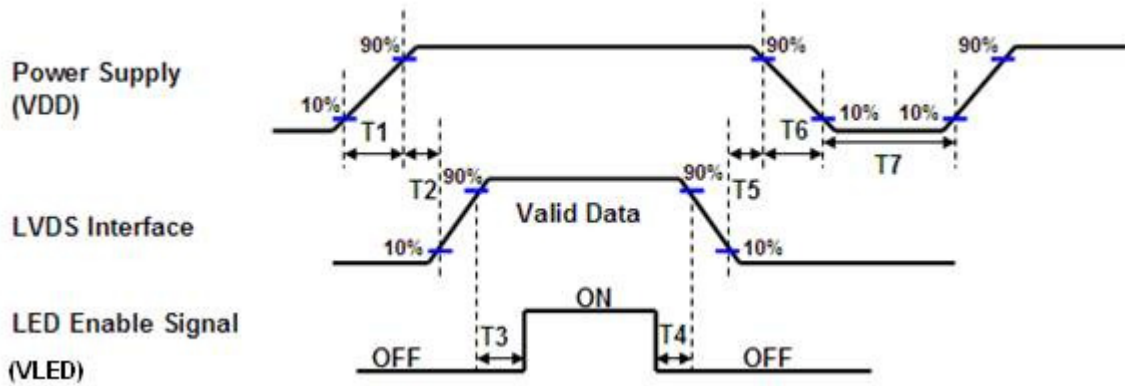 90% 90% 90%
Power Supply
(VDD)
10% 10% 10%
T1 T6
T7
T2 90% 90% T5
Valid Data
LVDS Interface
10% 10%
ON
LED Enable Signal
T3 T4
(VLED)
OFF OFF